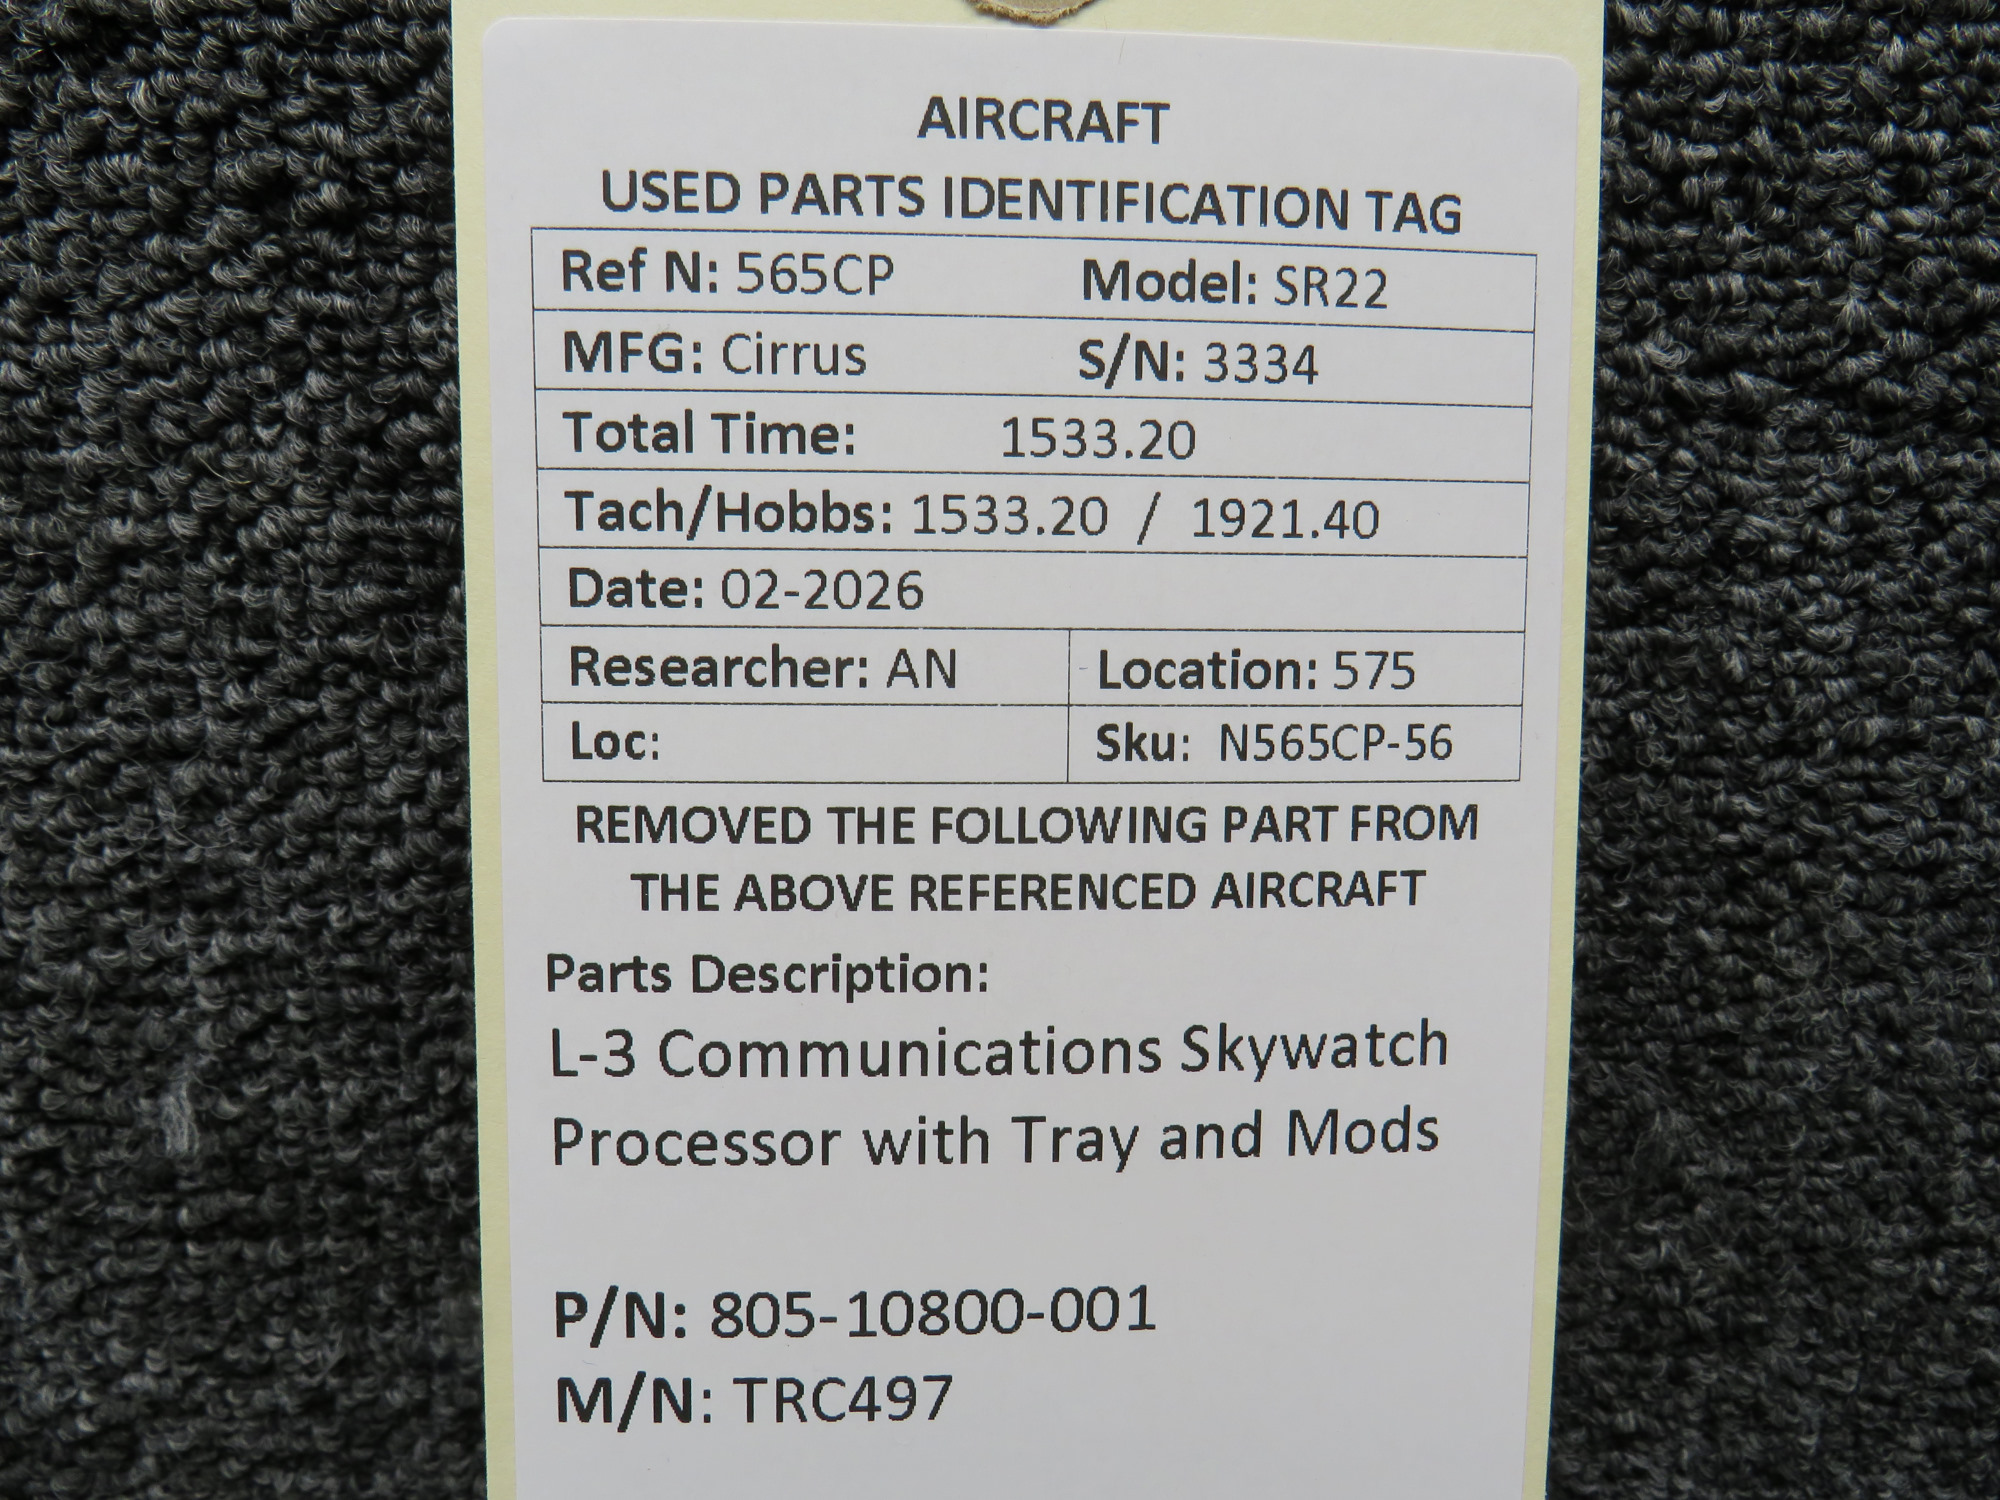 AIRCRAFT
USED PARTS IDENTIFICATION TAG
Ref N: 565CP Model: SR22
MFG: Cirrus S/N: 3334
Total Time: 1533.20
Tach/Hobbs: 1533.20 / 1921.40
Date: 02-2026
Researcher: AN Location: 575
Loc: Sku: N565CP-56
REMOVED THE FOLLOWING PART FROM
THE ABOVE REFERENCED AIRCRAFT
Parts Description:
L-3 Communications Skywatch
Processor with Tray and Mods
P/N: 805-10800-001
M/N: TRC497